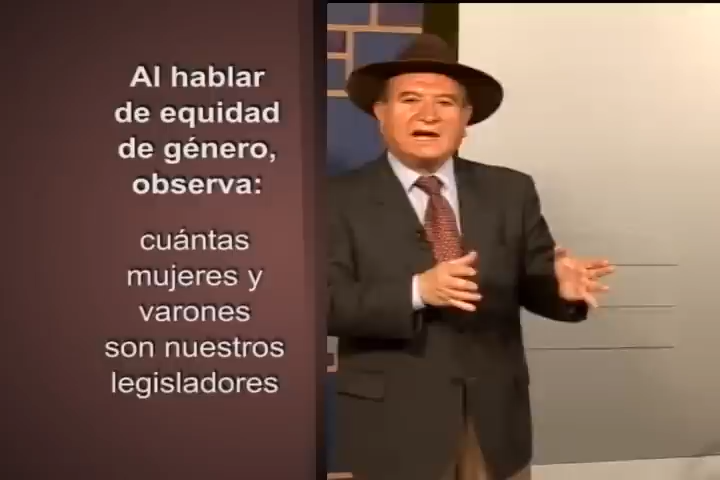 Al hablar
de equidad
de género,
observa:
cuántas
mujeres y
varones
son nuestros
legisladores